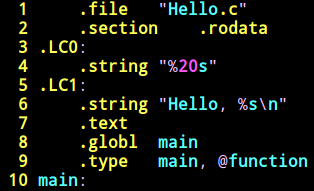 1 .file "Hello.c"
2 .section .rodata
3 .LC0:
4 .string "%20s"
5 .LC1:
6 .string "Hello, %s\n"
7 .text
8 .globl main
9 .type main, @function
10 main: